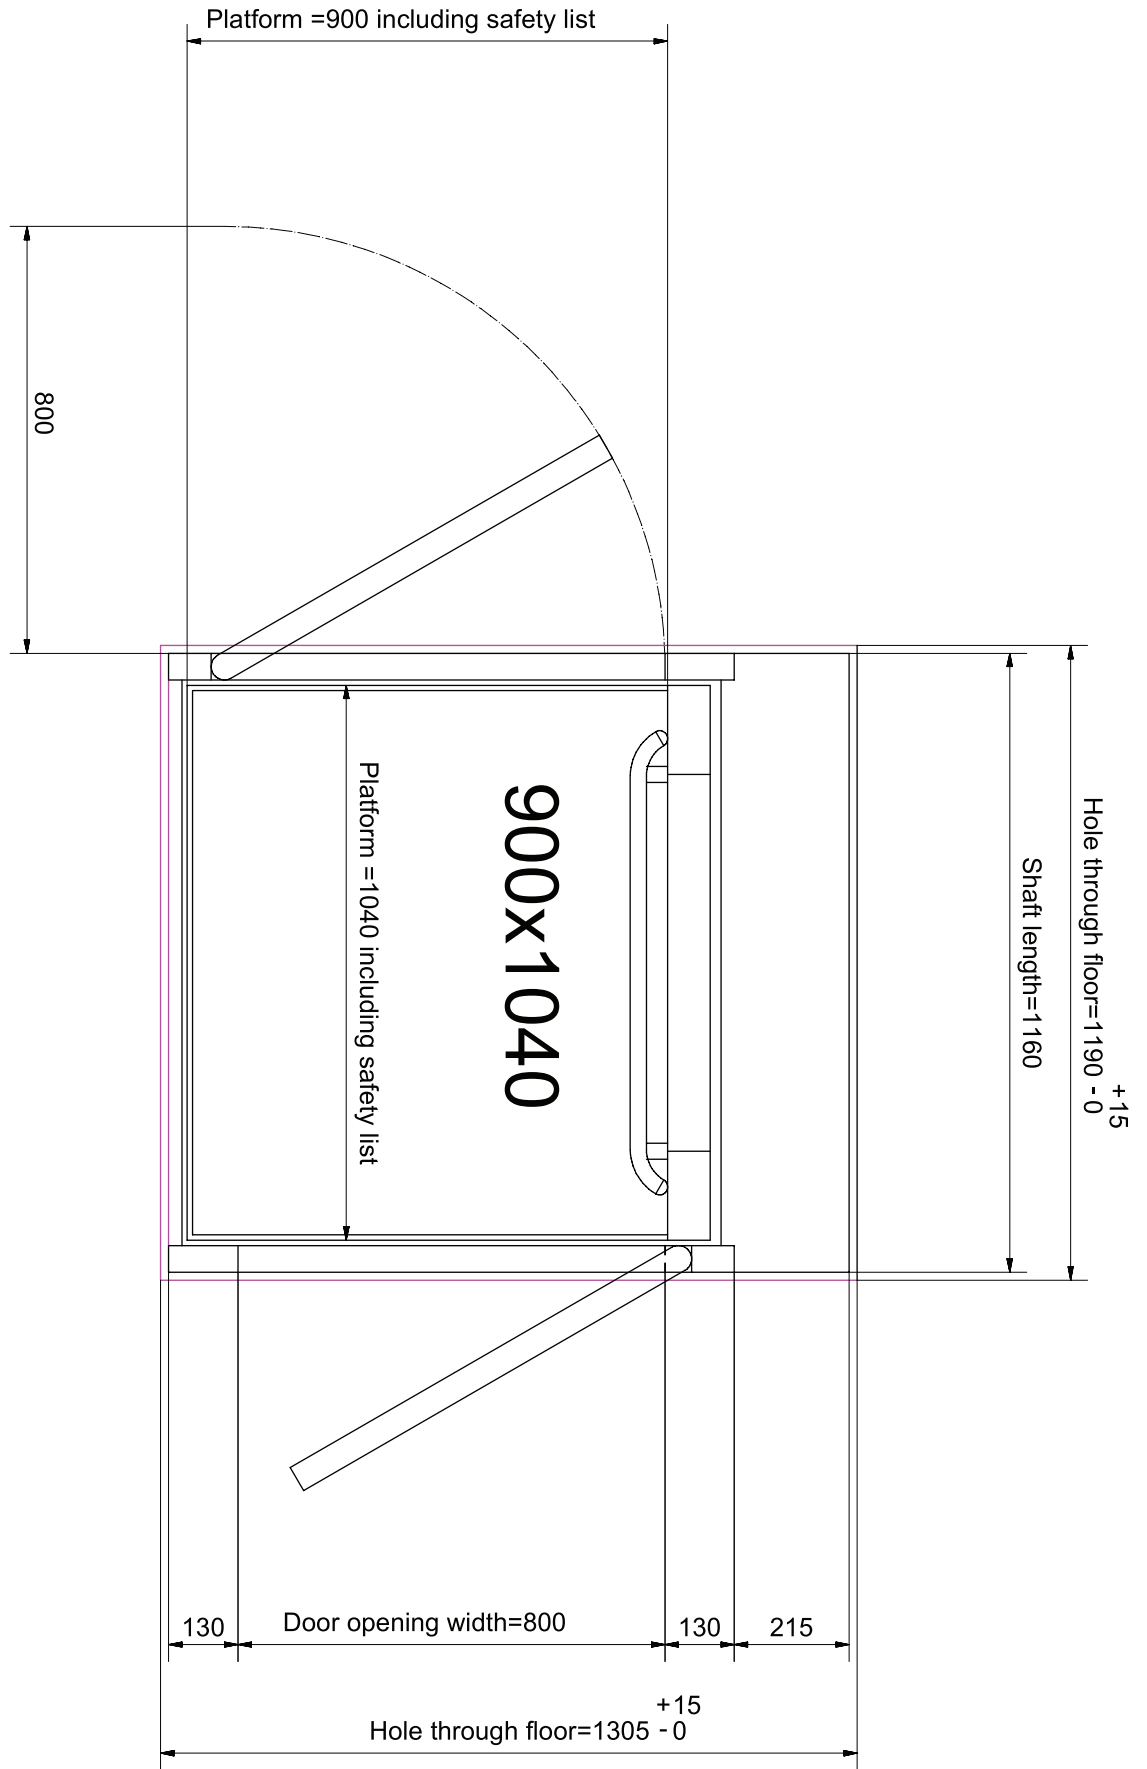 Platform =900 including safety list
800
Platform =1040 including safety list
900x1040
Shaft length=1160
Hole through floor=1190 +15 -0
130
Door opening width=800
130
215
Hole through floor=1305 +15 -0